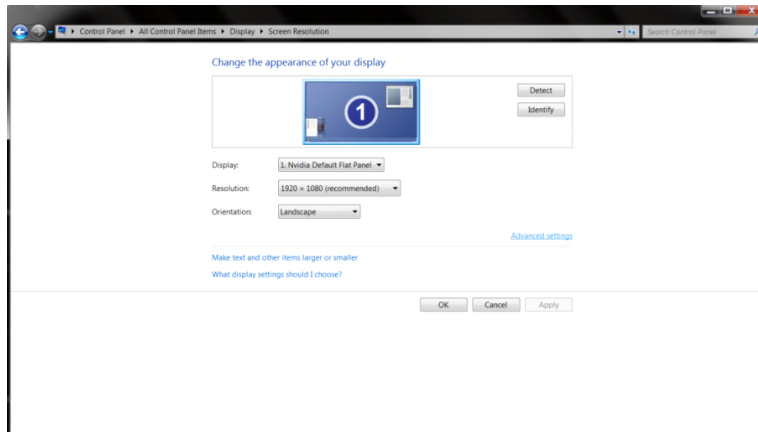 Control Panel ▸ All Control Panel Items ▸ Display ▸ Screen Resolution
Search Control Panel
Change the appearance of your display
1
Detect
Identify
Display: 1. Nvidia Default Flat Panel
Resolution: 1920 × 1080 (recommended)
Orientation: Landscape
Advanced settings
Make text and other items larger or smaller
What display settings should I choose?
OK Cancel Apply